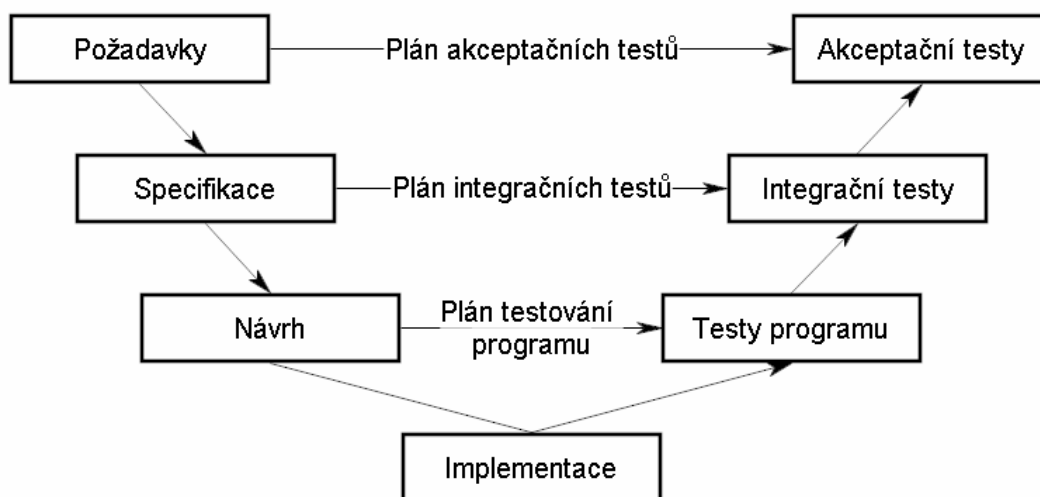 Požadavky
Plán akceptačních testů
Akceptační testy
Specifikace
Plán integračních testů
Integrační testy
Návrh
Plán testování
programu
Testy programu
Implementace